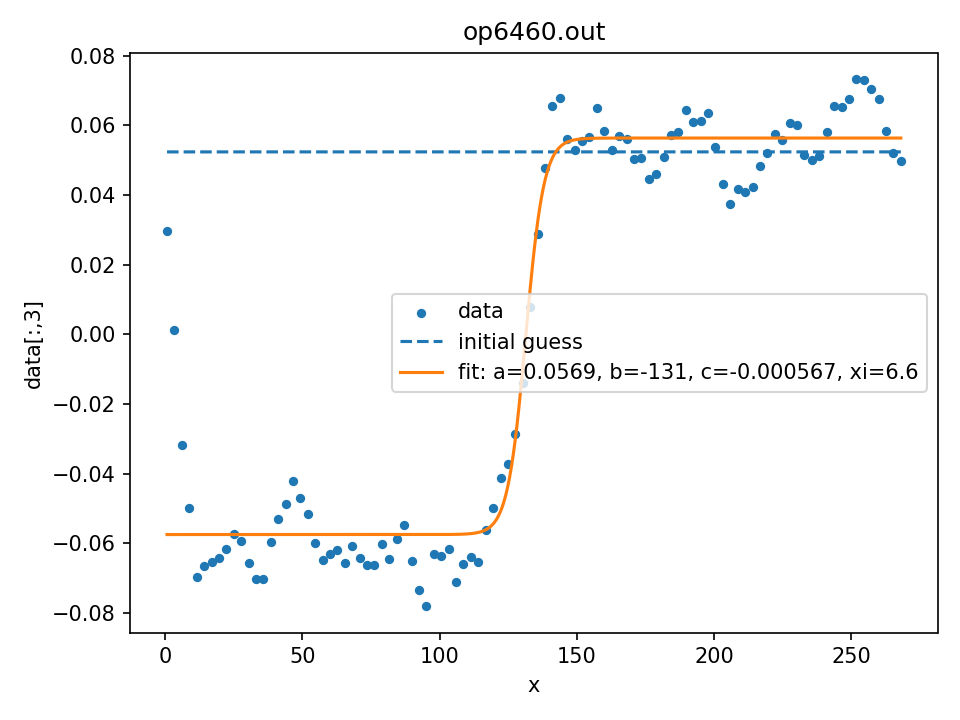 op6460.out
0.08
0.06
0.04
0.02
0.00
−0.02
−0.04
−0.06
−0.08
data[:,3]
data
initial guess
fit: a=0.0569, b=-131, c=-0.000567, xi=6.6
0 50 100 150 200 250
x